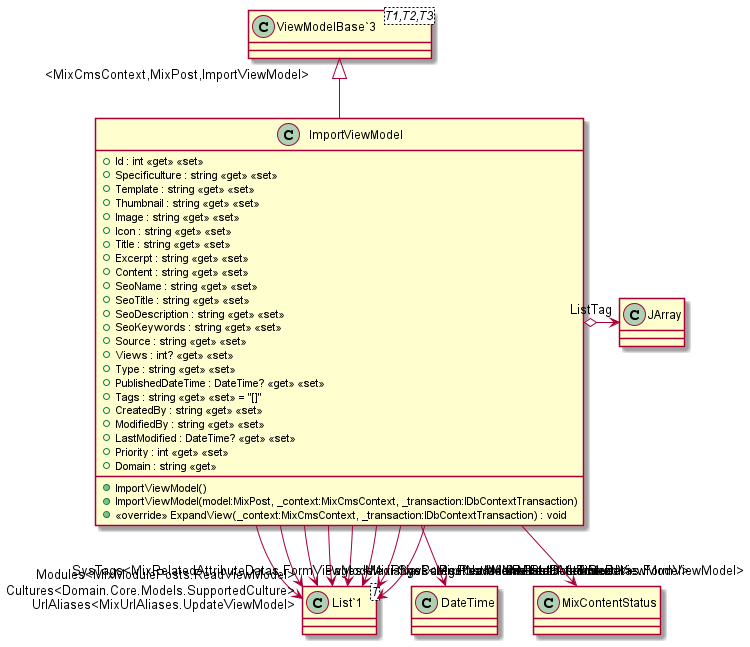 T1,T2,T3
C ViewModelBase`3
<MixCmsContext,MixPost,ImportViewModel>
C ImportViewModel
Id : int «get» «set»
Specificulture : string «get» «set»
Template : string «get» «set»
Thumbnail : string «get» «set»
Image : string «get» «set»
Icon : string «get» «set»
Title : string «get» «set»
Excerpt : string «get» «set»
Content : string «get» «set»
SeoName : string «get» «set»
SeoTitle : string «get» «set»
SeoDescription : string «get» «set»
SeoKeywords : string «get» «set»
Source : string «get» «set»
Views : int? «get» «set»
Type : string «get» «set»
PublishedDateTime : DateTime? «get» «set»
Tags : string «get» «set» = "[]"
CreatedBy : string «get» «set»
ModifiedBy : string «get» «set»
LastModified : DateTime? «get» «set»
Priority : int «get» «set»
Domain : string «get»
ImportViewModel()
ImportViewModel(model:MixPost, _context:MixCmsContext, _transaction:IDbContextTransaction)
«override» ExpandView(_context:MixCmsContext, _transaction:IDbContextTransaction) : void
ListTag
C JArray
SysTags<MixRelatedAttributeDatas.FormViewModel>
Modules<MixModulePosts.ReadViewModel>
Cultures<Domain.Core.Models.SupportedCulture>
UrlAliases<MixUrlAliases.UpdateViewModel>
T
C List`1
C DateTime
C MixContentStatus